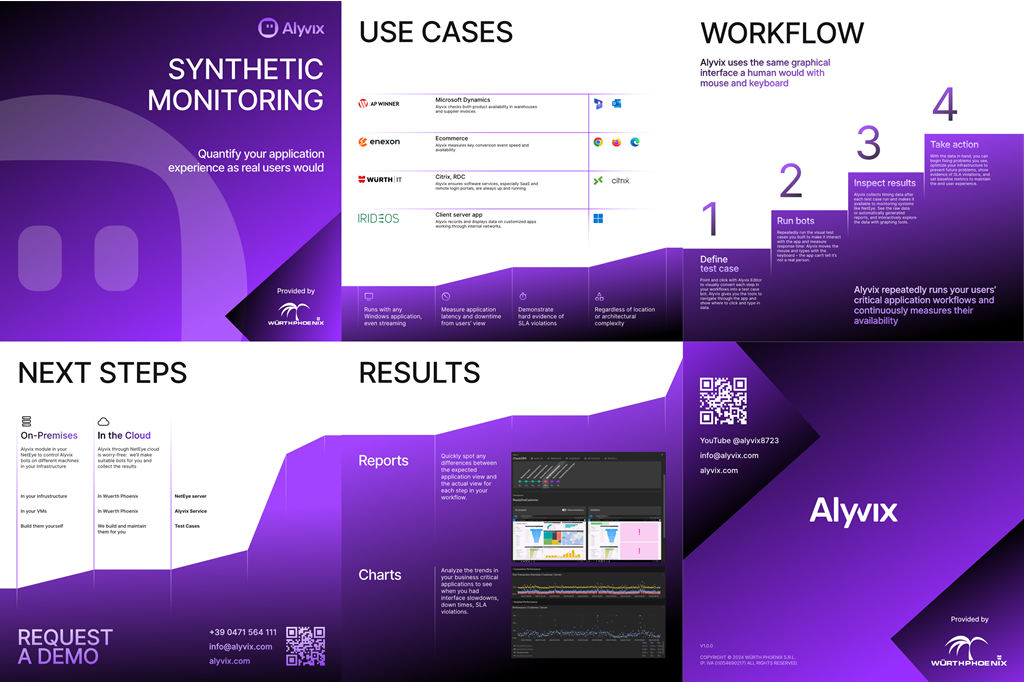 Alyvix
SYNTHETIC
MONITORING
Quantify your application
experience as real users would
Provided by
WÜRTHPHOENIX
USE CASES
AP WINNER
Microsoft Dynamics
Alyvix checks both product availability in warehouses
and supplier invoices
enexon
Ecommerce
Alyvix measures key conversion event speed and
availability
WÜRTH IT
Citrix, RDC
Alyvix ensures software services, especially SaaS and
remote login portals, are always up and running
citrix
IRIDEOS
Client server app
Alyvix records and displays data on customized apps
working through internal networks.
Runs with any
Windows application,
even streaming
Measure application
latency and downtime
from users' view
Demonstrate
hard evidence of
SLA violations
Regardless of location
or architectural
complexity
WORKFLOW
Alyvix uses the same graphical
interface a human would with
mouse and keyboard
1
Define
test case
Point and click with Alyvix Editor
to visually convert each step in
your workflows into a test case
bot. Alyvix gives you the tools to
navigate through the app and
show where to click and type in
data.
2
Run bots
Repeatedly run the visual test
cases you built to make it interact
with the app and measure
response time. Alyvix moves the
mouse and types with the
keyboard – the app can't tell it's
not a real person.
3
Inspect results
Alyvix collects timing data after
each test case run and makes it
available to monitoring systems
like NetEye. See the raw data
or automatically generated
reports, and interactively explore
the data with graphing tools.
4
Take action
With the data in hand, you can
begin fixing problems you see,
optimize your infrastructure to
prevent future problems, show
evidence of SLA violations, and
set baseline metrics to maintain
the end user experience.
Alyvix repeatedly runs your users'
critical application workflows and
continuously measures their
availability
NEXT STEPS
On-Premises
Alyvix module in your
NetEye to control Alyvix
bots on different machines
in your infrastructure
In the Cloud
Alyvix through NetEye cloud
is worry-free: we'll make
suitable bots for you and
collect the results
In your infrastructure
In Wuerth Phoenix
NetEye server
In your VMs
In Wuerth Phoenix
Alyvix Service
Build them yourself
We build and maintain
them for you
Test Cases
REQUEST
A DEMO
+39 0471 564 111
info@alyvix.com
alyvix.com
RESULTS
Reports
Quickly spot any
differences between
the expected
application view and
the actual view for
each step in your
workflow.
Charts
Analyze the trends in
your business critical
applications to see
when you had
interface slowdowns,
down times, SLA
violations.
YouTube @alyvix8723
info@alyvix.com
alyvix.com
Alyvix
Provided by
WÜRTHPHOENIX
V1.0.0
COPYRIGHT © 2024 WÜRTH PHOENIX S.R.L.
(P. IVA IT01546902​17) ALL RIGHTS RESERVED